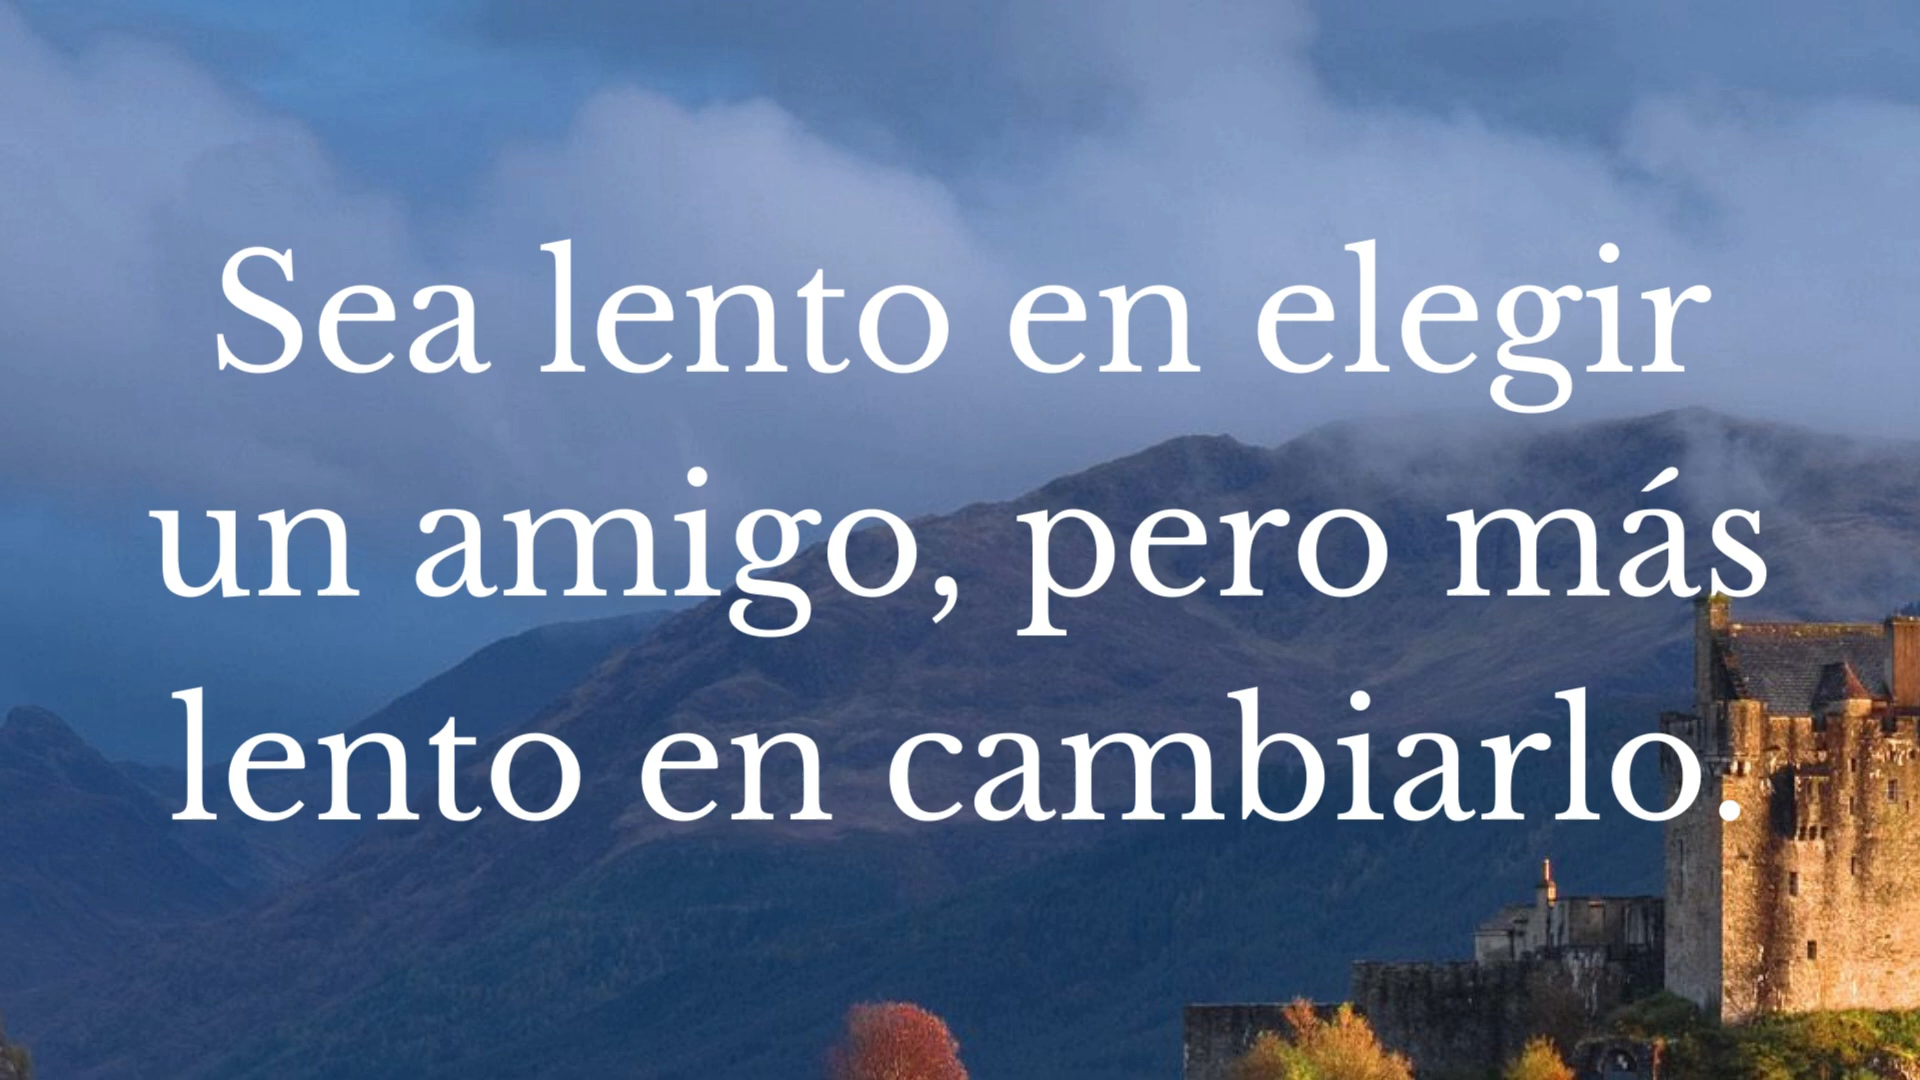 Sea lento en elegir
un amigo, pero más
lento en cambiarlo.